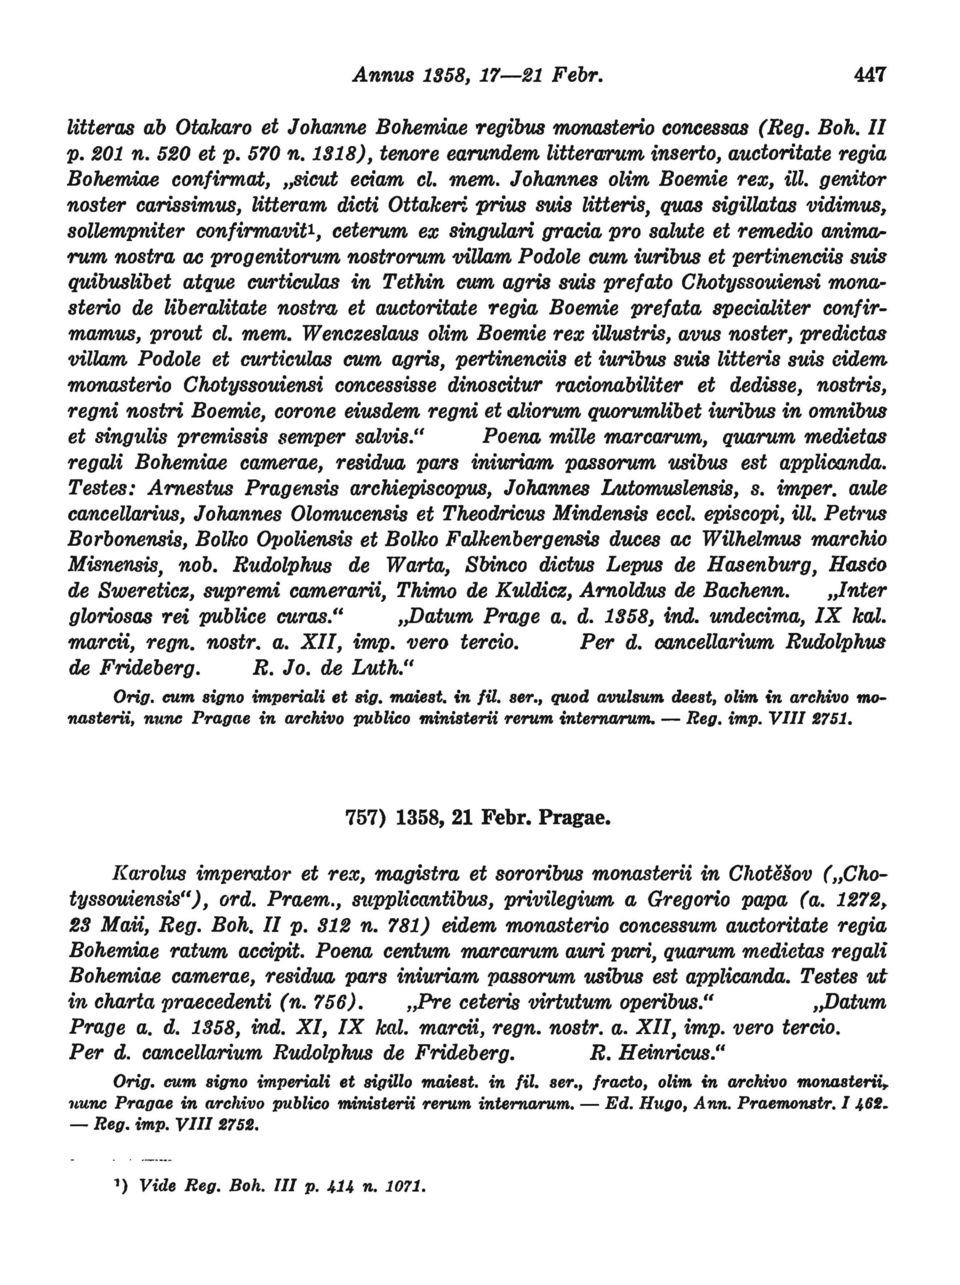 Annus 1358, 17—21 Febr. 447
litteras ab Otakaro et Johanne Bohemiae regibus monasterio concessas (Reg. Boh. II
p. 201 n. 520 et p. 570 n. 1318), tenore earundem litterarum inserto, auctoritate regia
Bohemiae confirmat, „sicut eciam cl. mem. Johannes olim Boemie rex, ill. genitor
noster carissimus, litteram dicti Ottakeri prius suis litteris, quas sigillatas vidimus,
sollempniter confirmavit¹, ceterum ex singulari gracia pro salute et remedio anima-
rum nostra ac progenitorum nostrorum villam Podole cum iuribus et pertinenciis suis
quibuslibet atque curticulas in Tethin cum agris suis prefato Chotyssouiensi mona-
sterio de liberalitate nostra et auctoritate regia Boemie prefata specialiter confir-
mamus, prout cl. mem. Wenczeslaus olim Boemie rex illustris, avus noster, predictas
villam Podole et curticulas cum agris, pertinenciis et iuribus suis litteris suis eidem
monasterio Chotyssouiensi concessisse dinoscitur racionabiliter et dedisse, nostris,
regni nostri Boemie, corone eiusdem regni et aliorum quorumlibet iuribus in omnibus
et singulis premissis semper salvis.“ Poena mille marcarum, quarum medietas
regali Bohemiae camerae, residua pars iniuriam passorum usibus est applicanda.
Testes: Arnestus Pragensis archiepiscopus, Johannes Lutomuslensis, s. imper. aule
cancellarius, Johannes Olomucensis et Theodricus Mindensis eccl. episcopi, ill. Petrus
Borbonensis, Bolko Opoliensis et Bolko Falkenbergensis duces ac Wilhelmus marchio
Misnensis, nob. Rudolphus de Warta, Sbinco dictus Lepus de Hasenburg, Hasco
de Swereticz, supremi camerarii, Thimo de Kuldicz, Arnoldus de Bachenn. „Inter
gloriosas rei publice curas.“ „Datum Prage a. d. 1358, ind. undecima, IX kal.
marcii, regn. nostr. a. XII, imp. vero tercio. Per d. cancellarium Rudolphus
de Frideberg. R. Jo. de Luth.“
Orig. cum signo imperiali et sig. maiest. in fil. ser., quod avulsum deest, olim in archivo mo-
nasterii, nunc Pragae in archivo publico ministerii rerum internarum. — Reg. imp. VIII 2751.
757) 1358, 21 Febr. Pragae.
Karolus imperator et rex, magistra et sororibus monasterii in Chotěšov („Cho-
tyssouiensis“), ord. Praem., supplicantibus, privilegium a Gregorio papa (a. 1272,
23 Maii, Reg. Boh. II p. 312 n. 781) eidem monasterio concessum auctoritate regia
Bohemiae ratum accipit. Poena centum marcarum auri puri, quarum medietas regali
Bohemiae camerae, residua pars iniuriam passorum usibus est applicanda. Testes ut
in charta praecedenti (n. 756). „Pre ceteris virtutum operibus.“ „Datum
Prage a. d. 1358, ind. XI, IX kal. marcii, regn. nostr. a. XII, imp. vero tercio.
Per d. cancellarium Rudolphus de Frideberg. R. Heinricus.“
Orig. cum signo imperiali et sigillo maiest. in fil. ser., fracto, olim in archivo monasterii,
nunc Pragae in archivo publico ministerii rerum internarum. — Ed. Hugo, Ann. Praemonstr. I 462.
— Reg. imp. VIII 2752.
¹) Vide Reg. Boh. III p. 414 n. 1071.